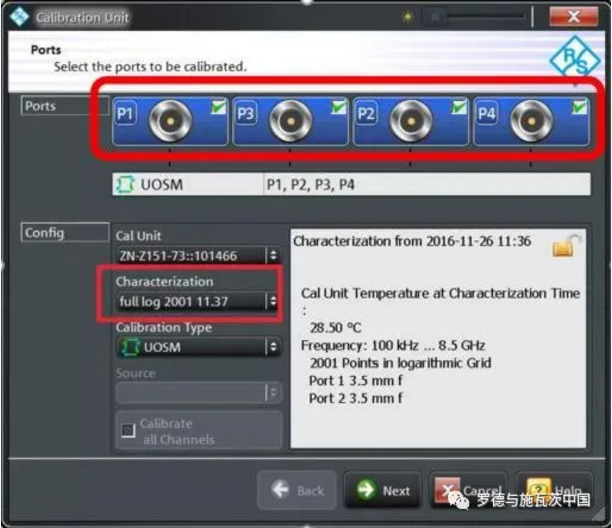 Calibration Unit
Ports
Select the ports to be calibrated.
R&S
Ports
P1
P3
P2
P4
UOSM
P1, P2, P3, P4
Config
Cal Unit
ZN-Z151-73::101466
Characterization
full log 2001 11.37
Calibration Type
UOSM
Source
Calibrate
all Channels
Characterization from 2016-11-26 11:36
Cal Unit Temperature at Characterization Time
:
28.50 °C
Frequency: 100 kHz ... 8.5 GHz
2001 Points in logarithmic Grid
Port 1 3.5 mm f
Port 2 3.5 mm f
Back
Next
Cancel
Help
罗德与施瓦茨中国